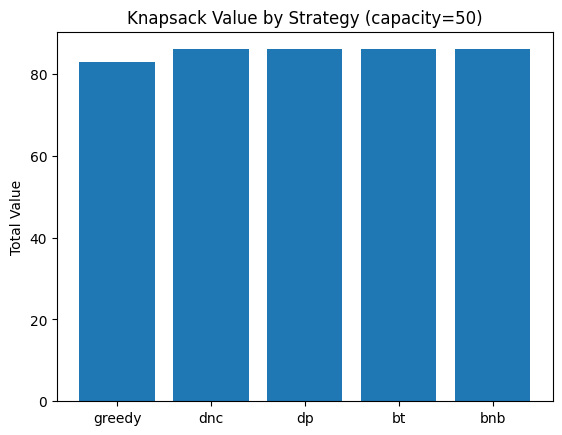 Knapsack Value by Strategy (capacity=50)
Total Value
80
60
40
20
0
greedy dnc dp bt bnb